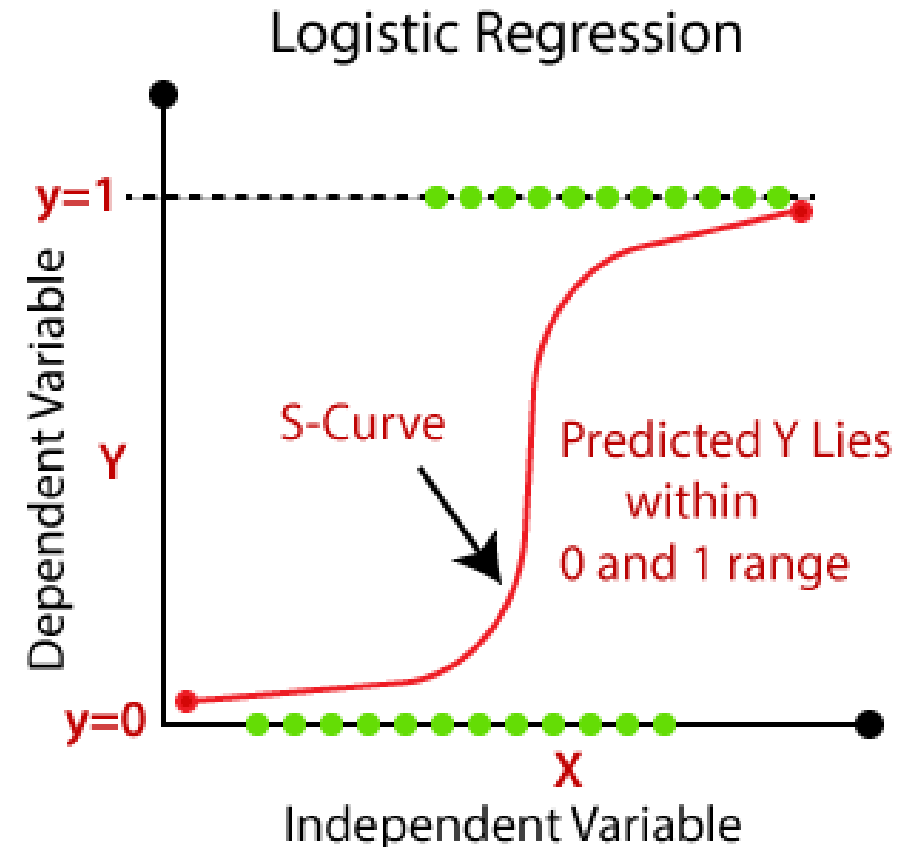 Logistic Regression
y=1
Dependent Variable
Y
S-Curve
Predicted Y Lies
within
0 and 1 range
y=0
X
Independent Variable